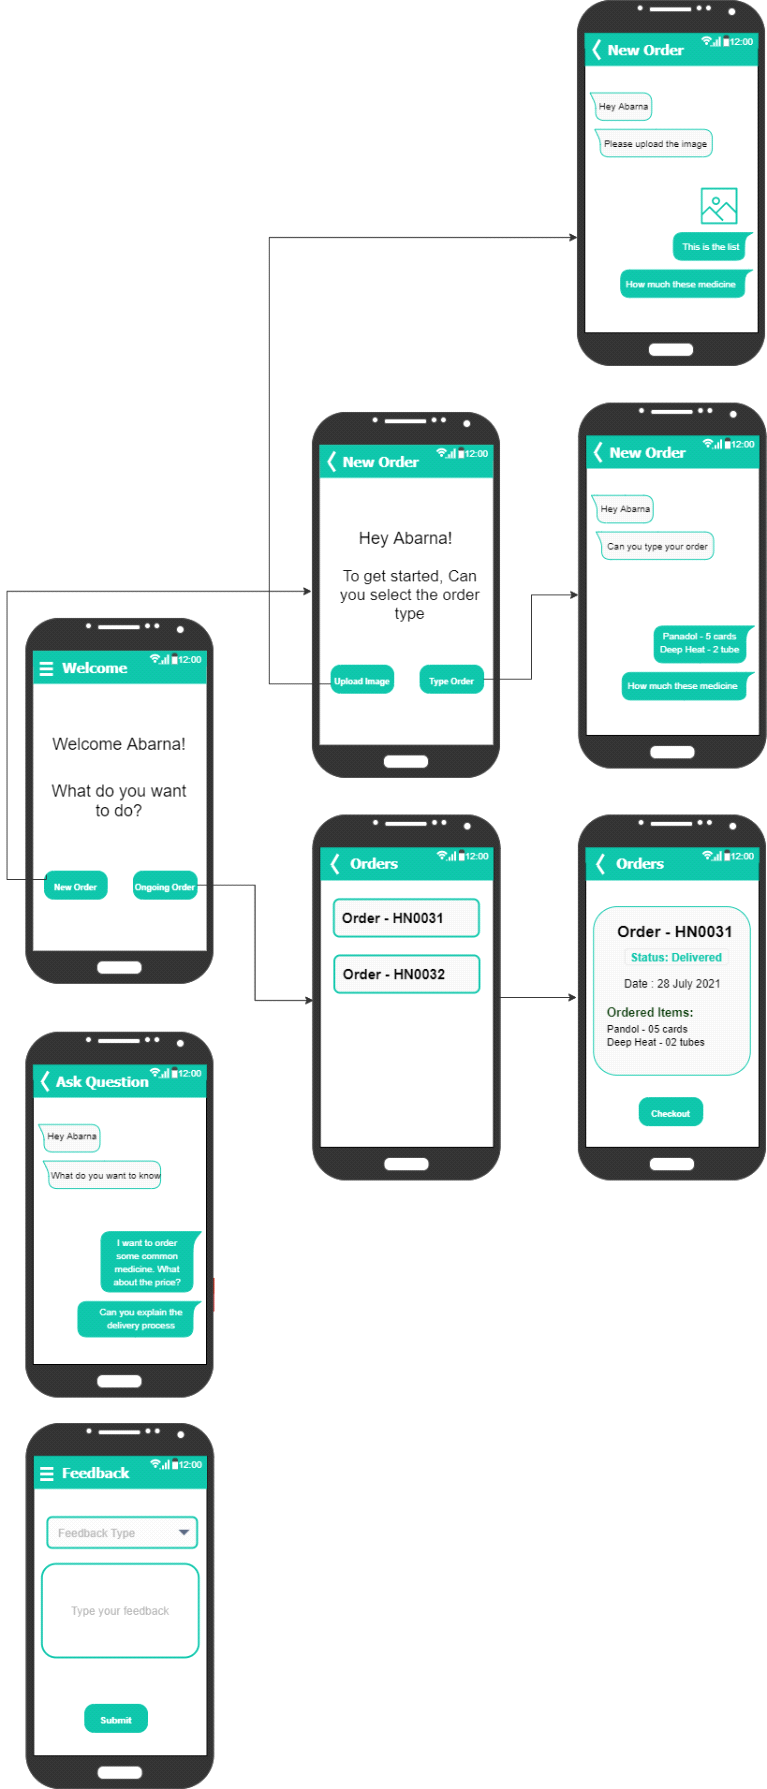 12:00
New Order
Hey Abarna
Please upload the image
This is the list
How much these medicine
12:00
New Order
Hey Abarna!
To get started, Can
you select the order
type
Upload Image
Type Order
12:00
New Order
Hey Abarna
Can you type your order
Panadol - 5 cards
Deep Heat - 2 tube
How much these medicine
12:00
Welcome
Welcome Abarna!
What do you want
to do?
New Order
Ongoing Order
12:00
Orders
Order - HN0031
Order - HN0032
12:00
Orders
Order - HN0031
Status: Delivered
Date : 28 July 2021
Ordered Items:
Pandol - 05 cards
Deep Heat - 02 tubes
Checkout
12:00
Ask Question
Hey Abarna
What do you want to know
I want to order
some common
medicine. What
about the price?
Can you explain the
delivery process
12:00
Feedback
Feedback Type
Type your feedback
Submit